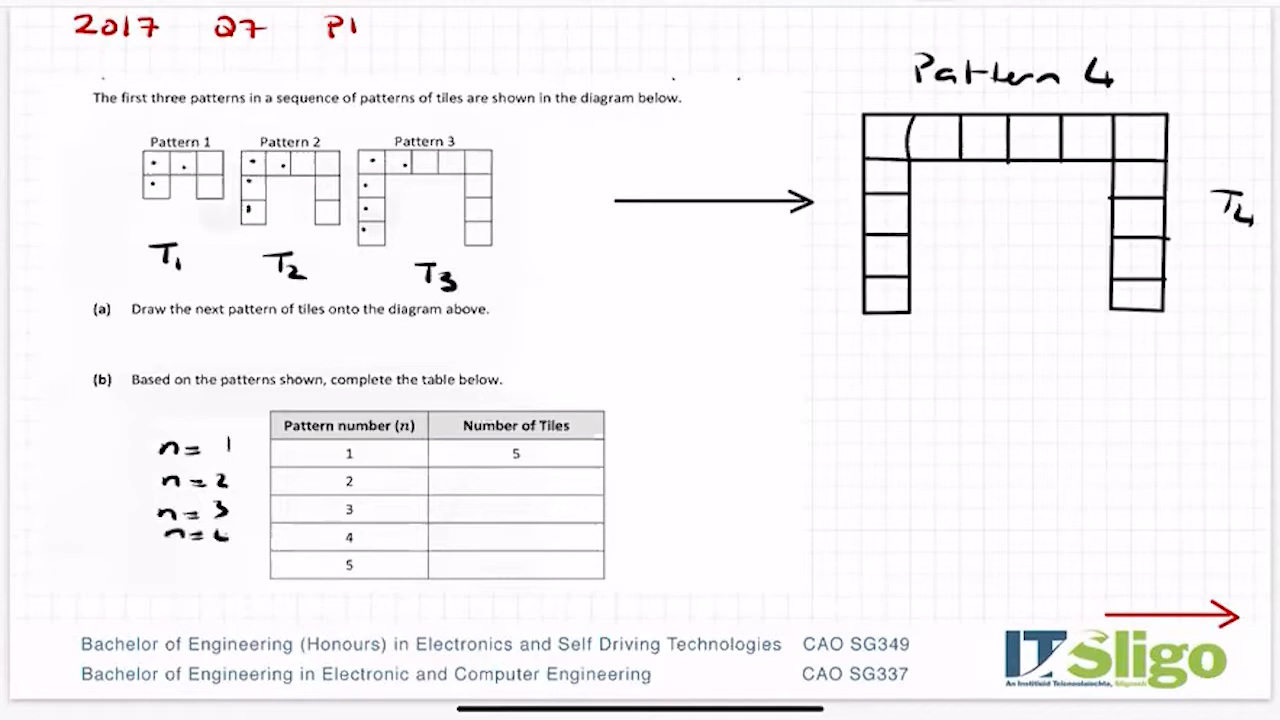 2017 Q7 P1
Pattern 4
The first three patterns in a sequence of patterns of tiles are shown in the diagram below.
Pattern 1 Pattern 2 Pattern 3
T1 T2 T3 T4
(a) Draw the next pattern of tiles onto the diagram above.
(b) Based on the patterns shown, complete the table below.
Pattern number (n) Number of Tiles
n = 1 1 5
n = 2 2
n = 3 3
n = 4 4
5
Bachelor of Engineering (Honours) in Electronics and Self Driving Technologies CAO SG349
Bachelor of Engineering in Electronic and Computer Engineering CAO SG337
IT Sligo
An Institiúid Teicneolaíochta, Sligeach